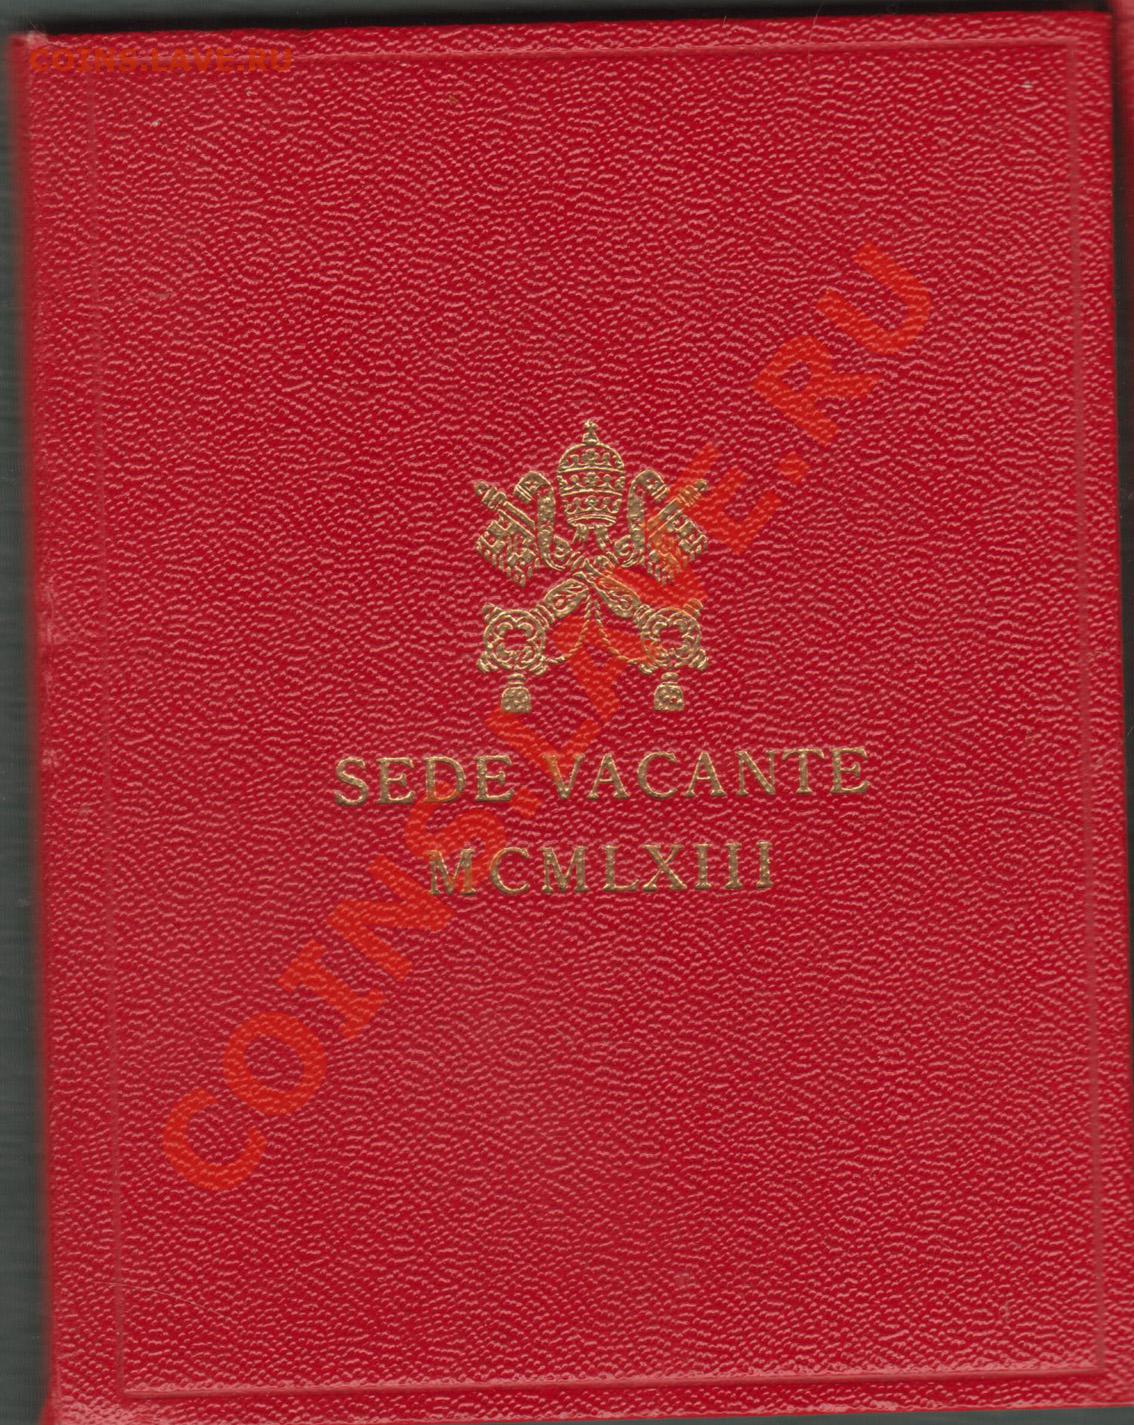 COINS.LAVE.RU
SEDE VACANTE
MCMLXIII
COINS.LAVE.RU